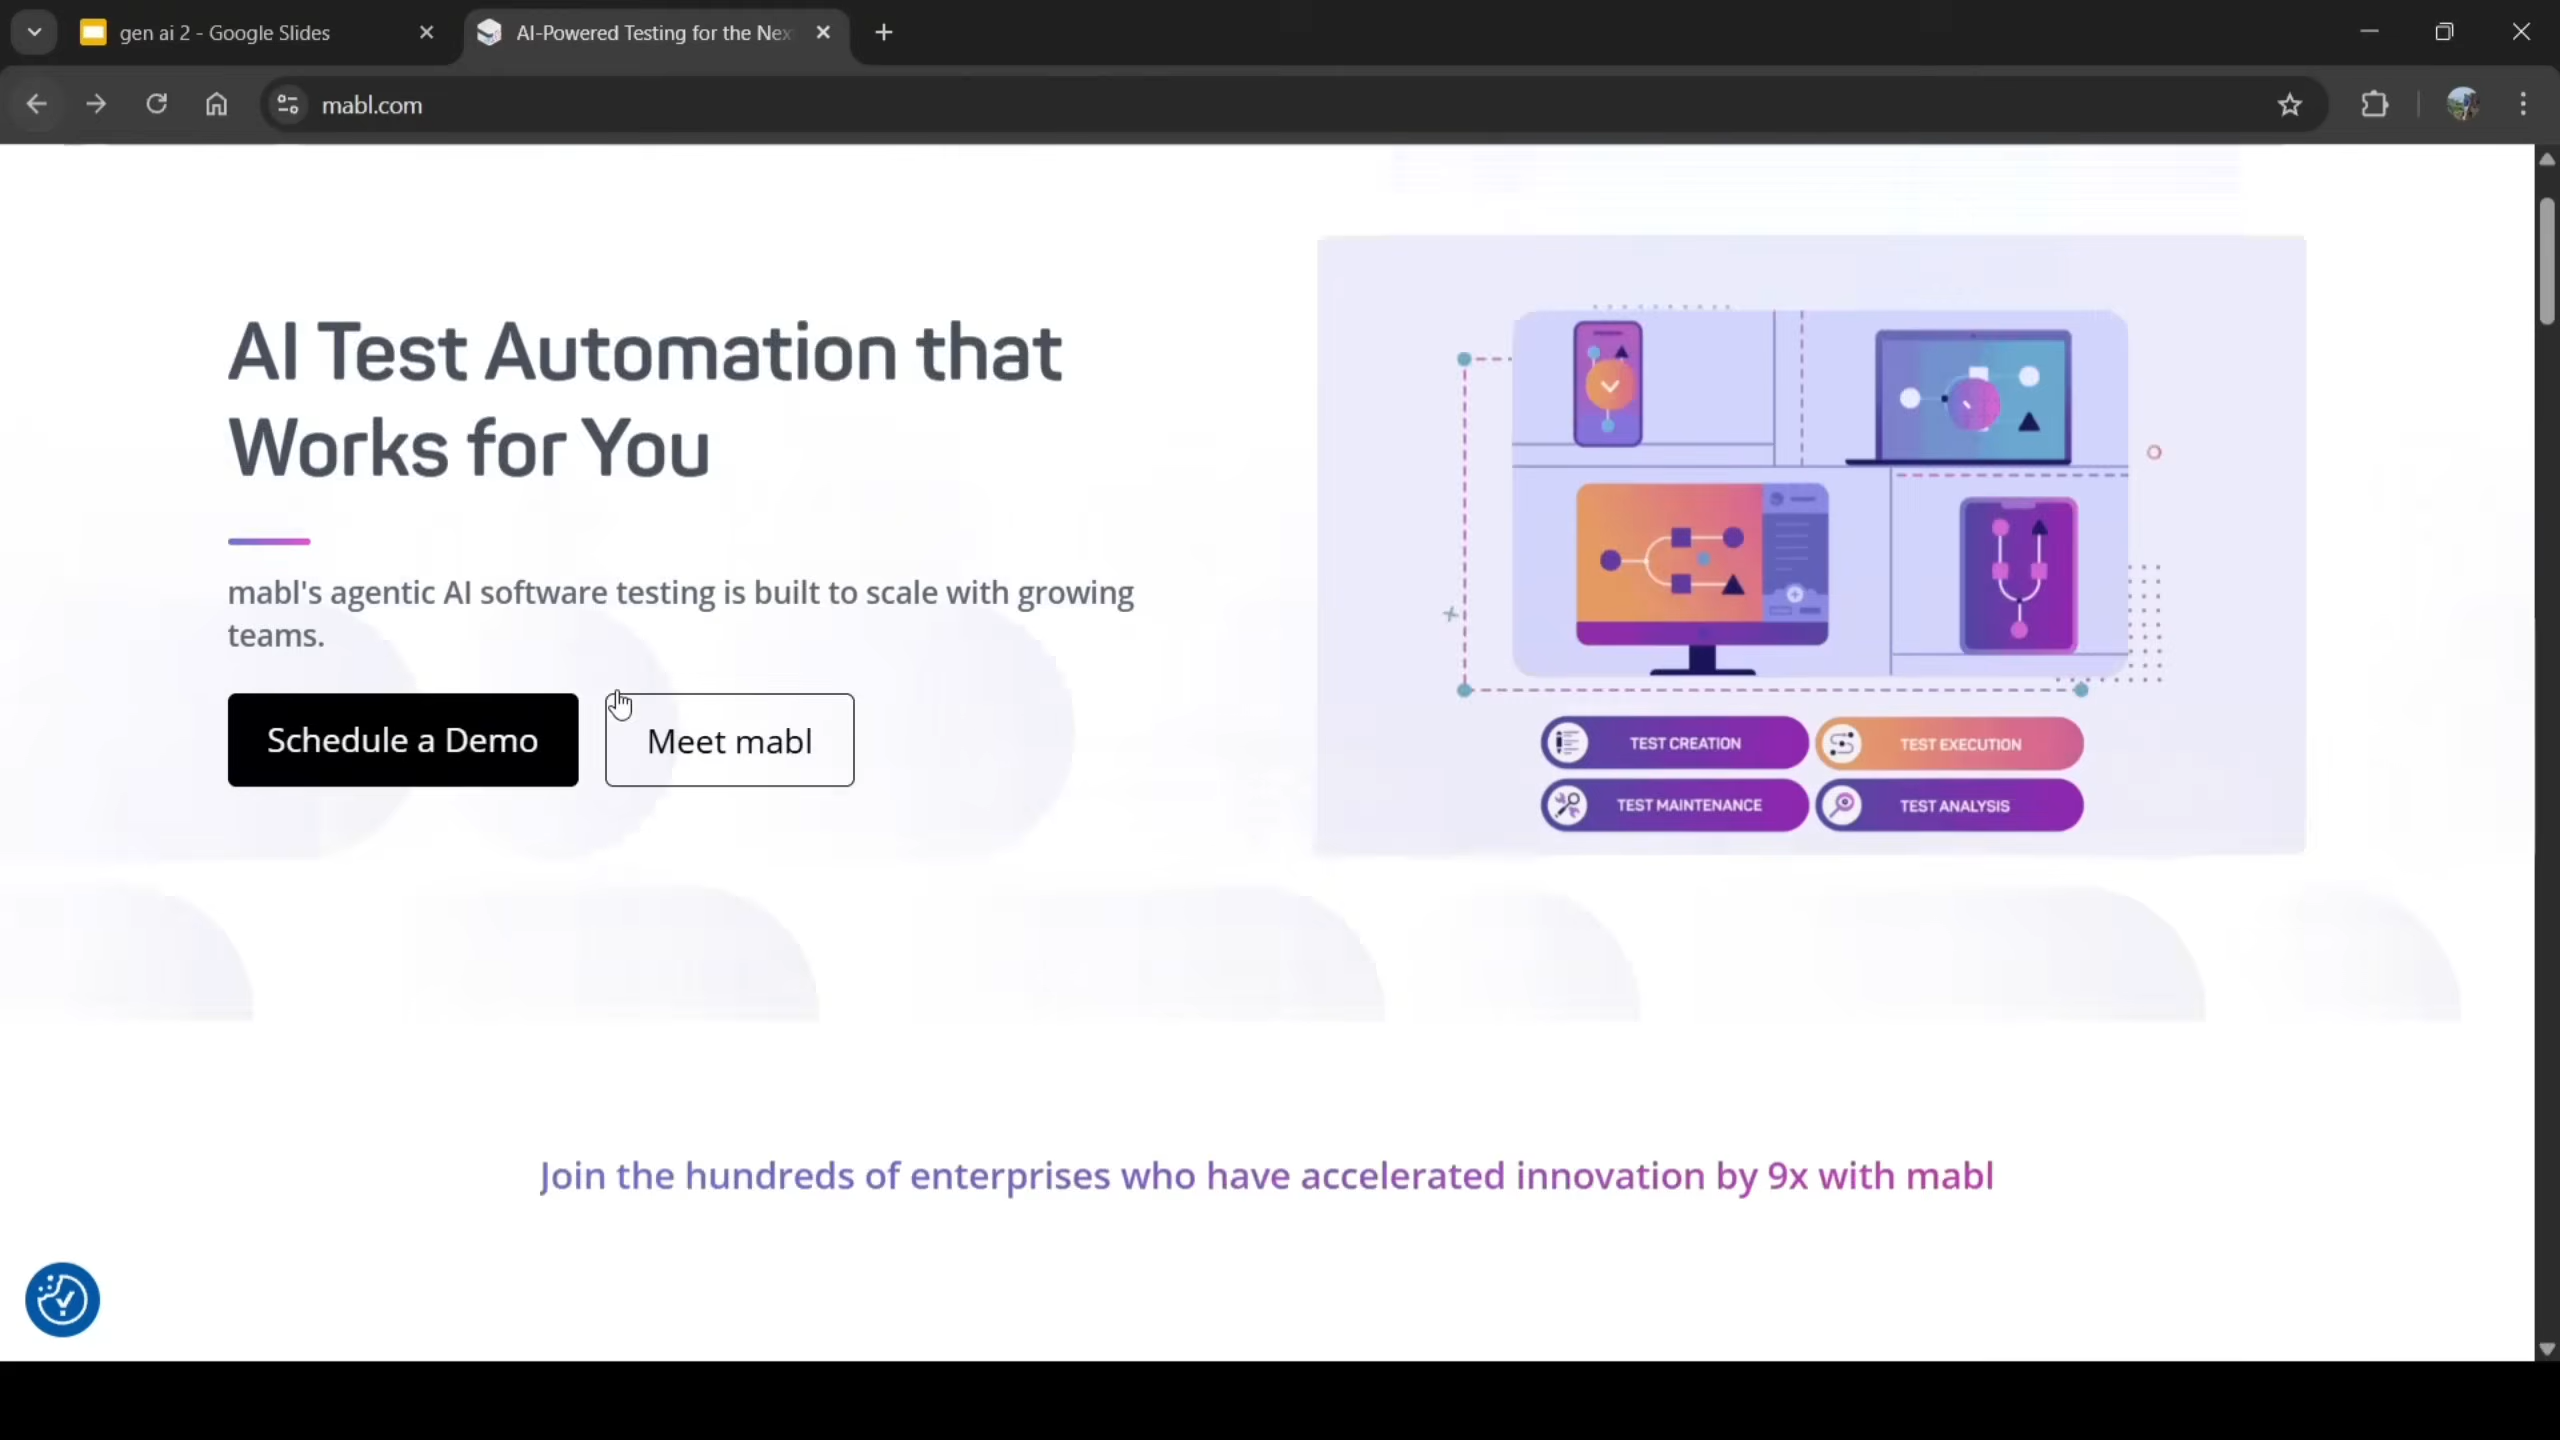 gen ai 2 - Google Slides
AI-Powered Testing for the Nex
mabl.com
AI Test Automation that
Works for You
mabl's agentic AI software testing is built to scale with growing
teams.
Schedule a Demo
Meet mabl
TEST CREATION
TEST EXECUTION
TEST MAINTENANCE
TEST ANALYSIS
Join the hundreds of enterprises who have accelerated innovation by 9x with mabl